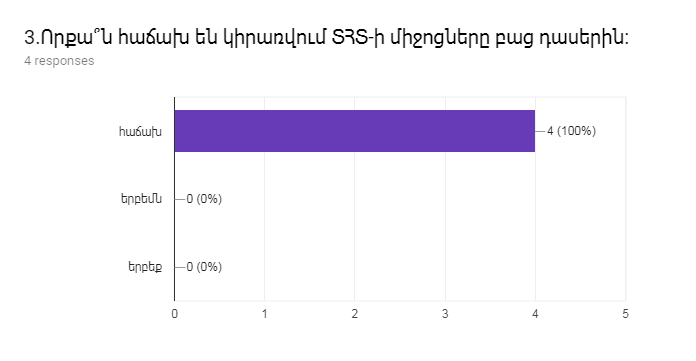 3.Որքա՞ն հաճախ են կիրառվում ՏՀՏ-ի միջոցները բաց դասերին:
4 responses
հաճախ
4 (100%)
երբեմն
0 (0%)
երբեք
0 (0%)
0 1 2 3 4 5